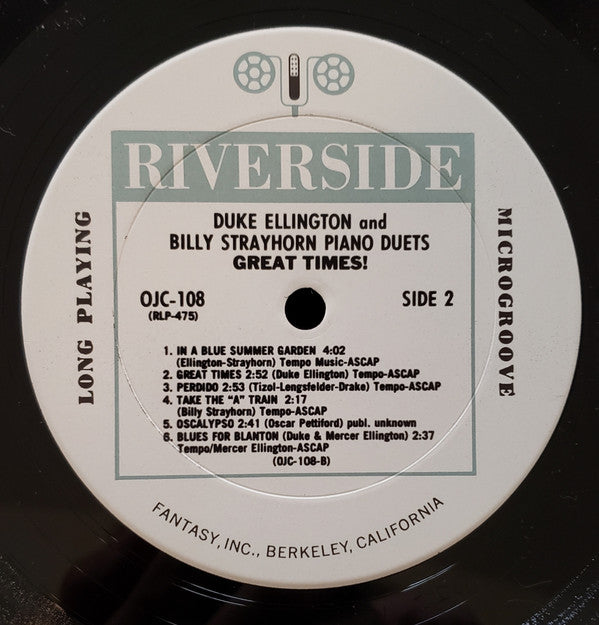 RIVERSIDE
DUKE ELLINGTON and
BILLY STRAYHORN PIANO DUETS
GREAT TIMES!
OJC-108
(RLP-475)
SIDE 2
LONG PLAYING
MICROGROOVE
1. IN A BLUE SUMMER GARDEN 4:02
(Ellington-Strayhorn) Tempo Music-ASCAP
2. GREAT TIMES 2:52 (Duke Ellington) Tempo-ASCAP
3. PERDIDO 2:53 (Tizol-Lengsfelder-Drake) Tempo-ASCAP
4. TAKE THE "A" TRAIN 2:17
(Billy Strayhorn) Tempo-ASCAP
5. OSCALYPSO 2:41 (Oscar Pettiford) publ. unknown
6. BLUES FOR BLANTON (Duke & Mercer Ellington) 2:37
Tempo/Mercer Ellington-ASCAP
(OJC-108-B)
FANTASY, INC., BERKELEY, CALIFORNIA